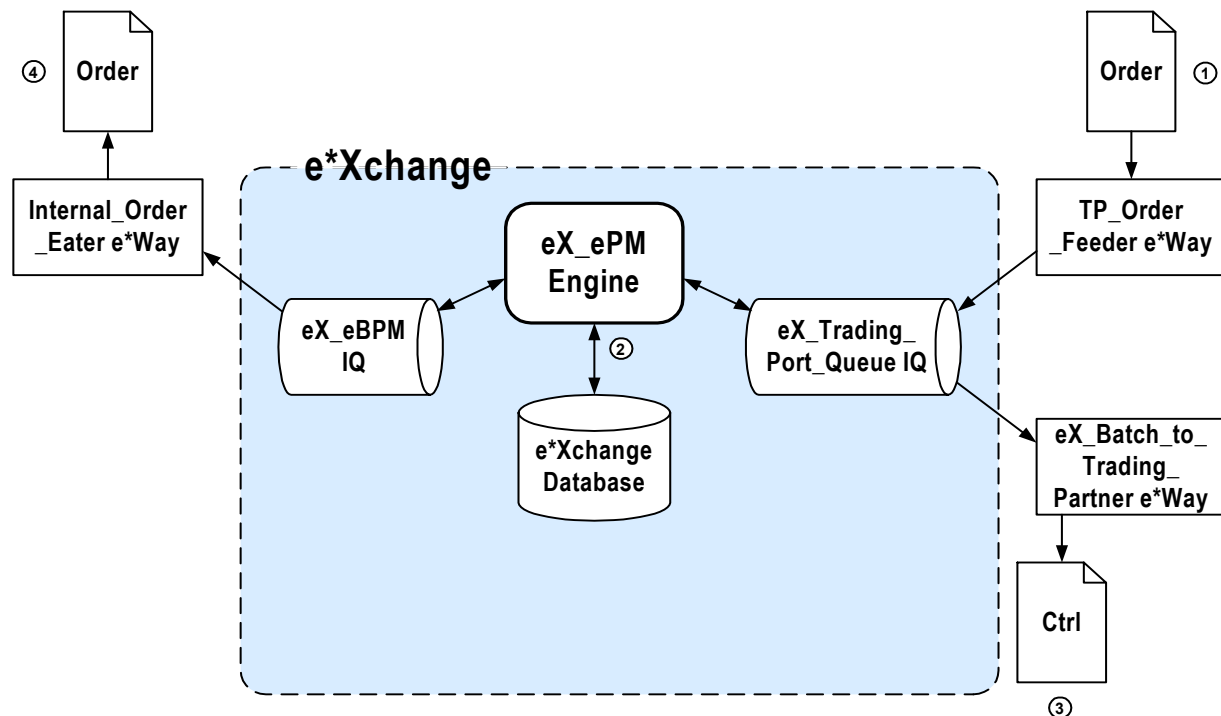 ④
Order
Order
①
e*Xchange
Internal_Order
_Eater e*Way
eX_ePM
Engine
TP_Order
_Feeder e*Way
eX_eBPM
IQ
②
eX_Trading_
Port_Queue IQ
e*Xchange
Database
eX_Batch_to_
Trading_
Partner e*Way
Ctrl
③